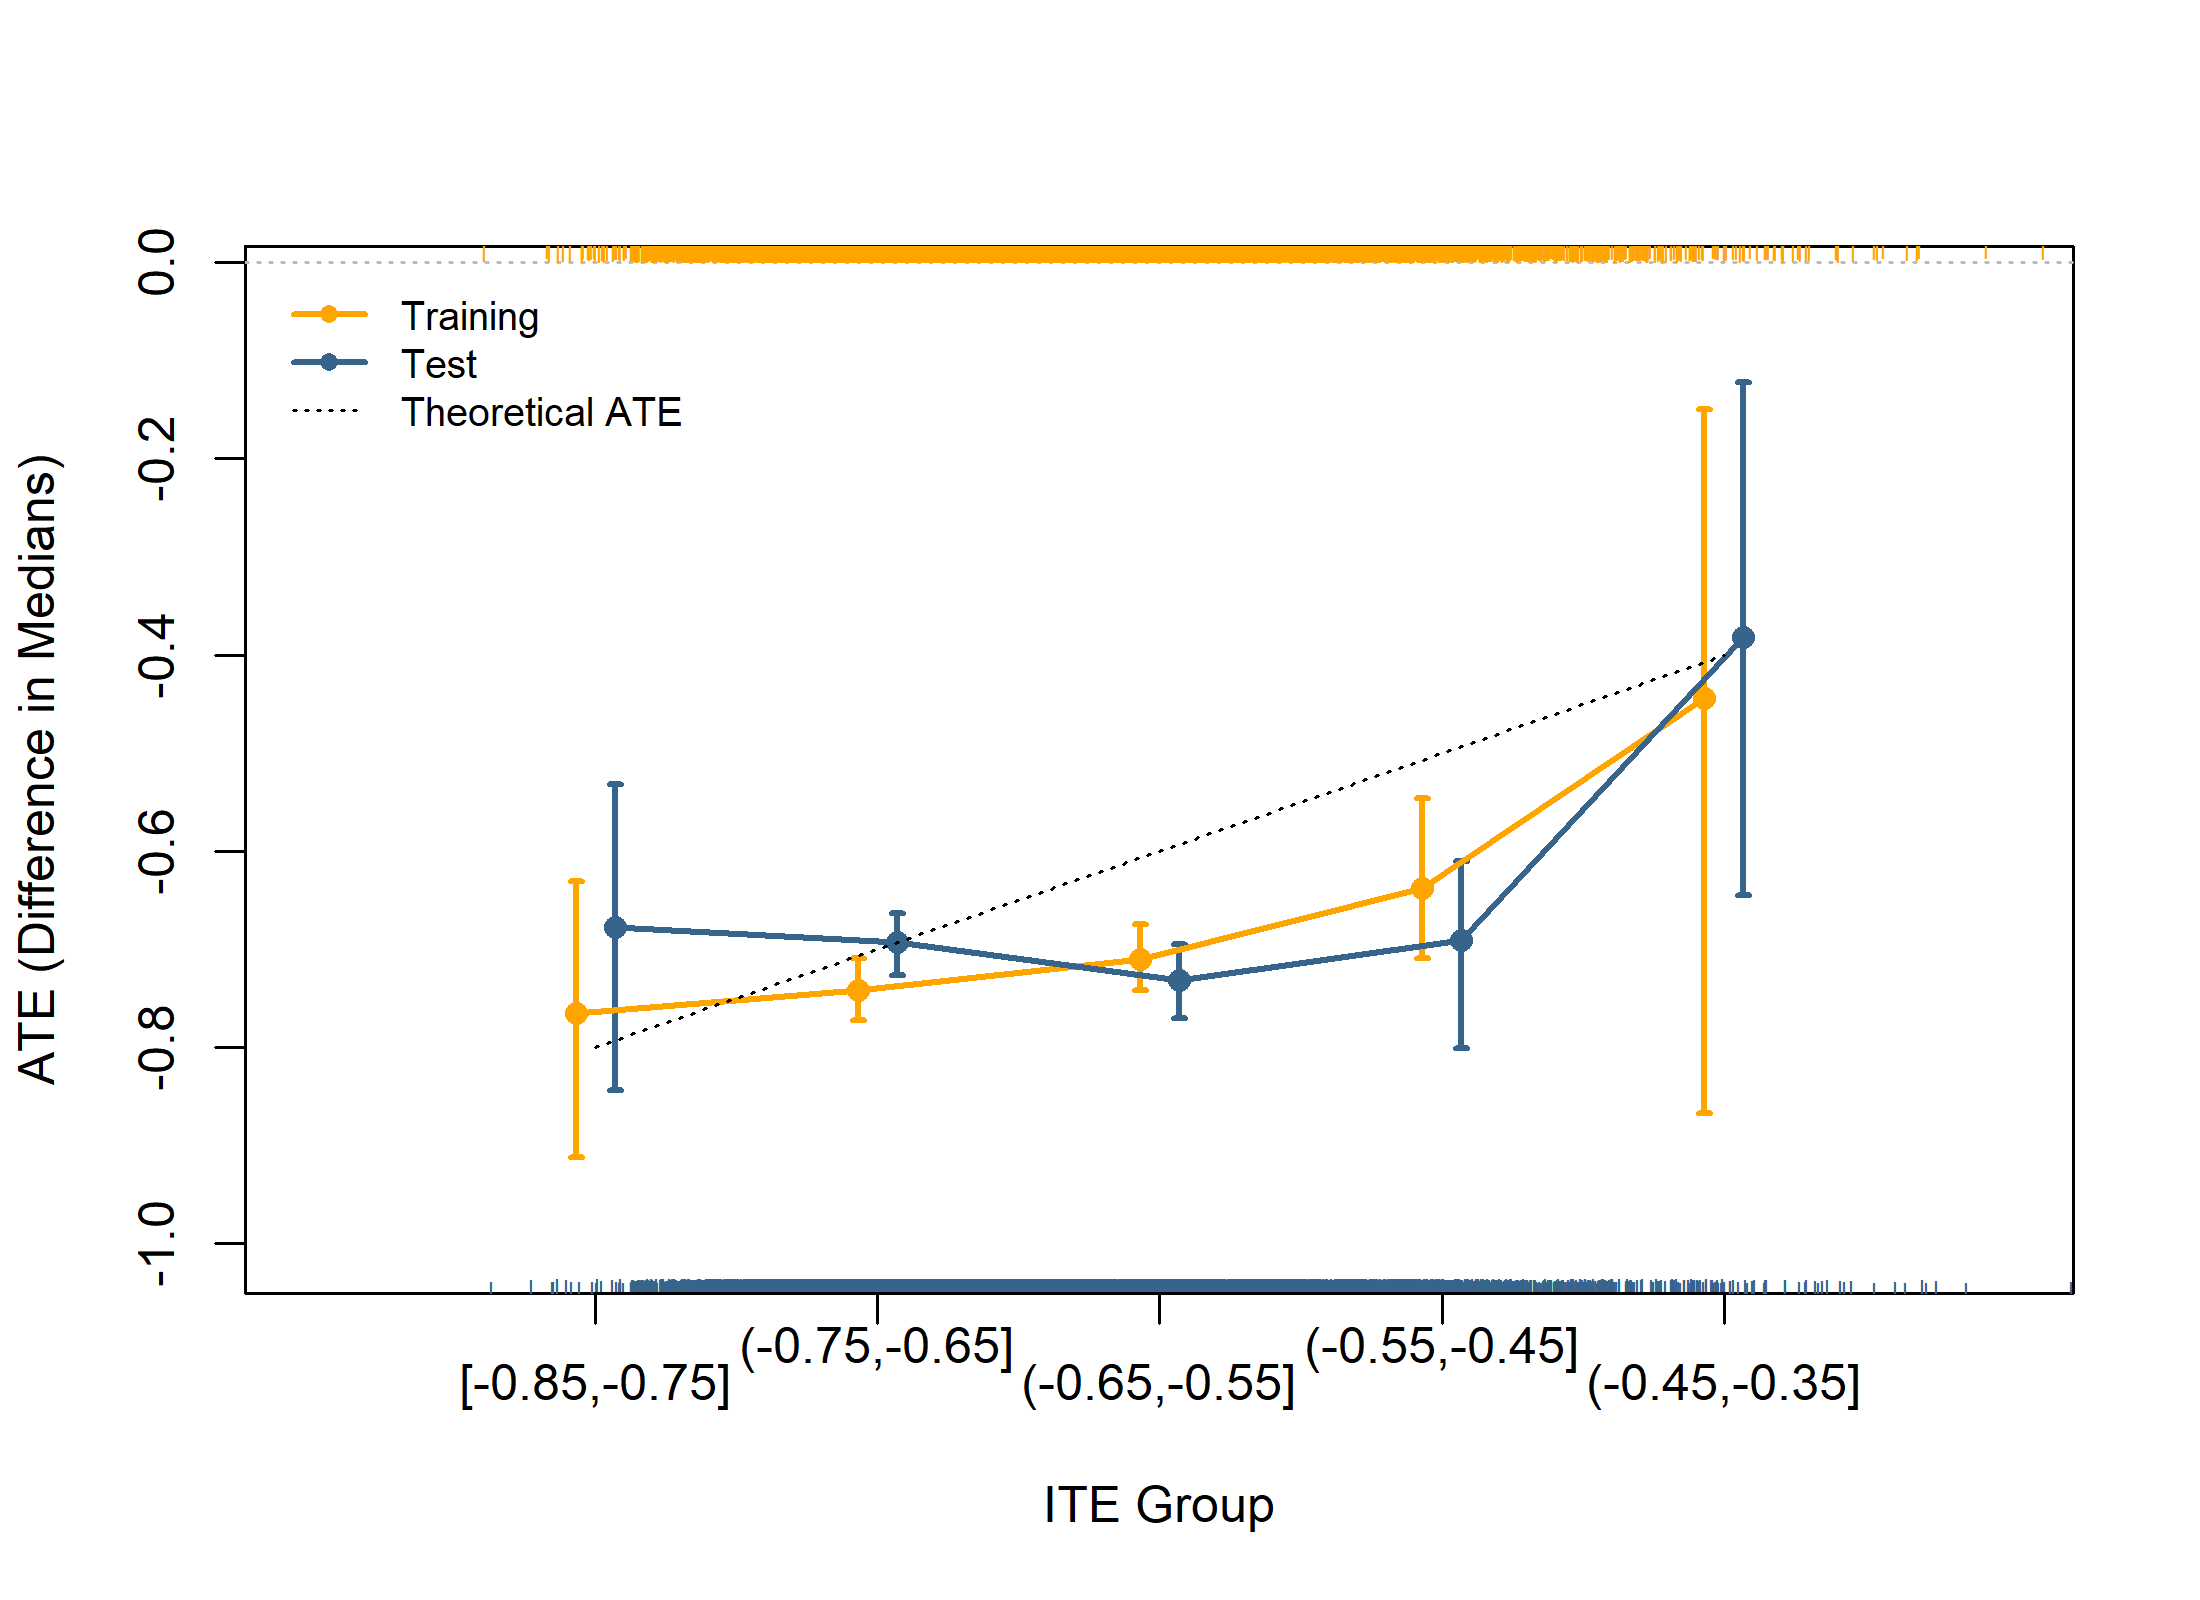 0.0
-0.2
-0.4
-0.6
-0.8
-1.0
ATE (Difference in Medians)
Training
Test
Theoretical ATE
[-0.85,-0.75]
(-0.75,-0.65]
(-0.65,-0.55]
(-0.55,-0.45]
(-0.45,-0.35]
ITE Group